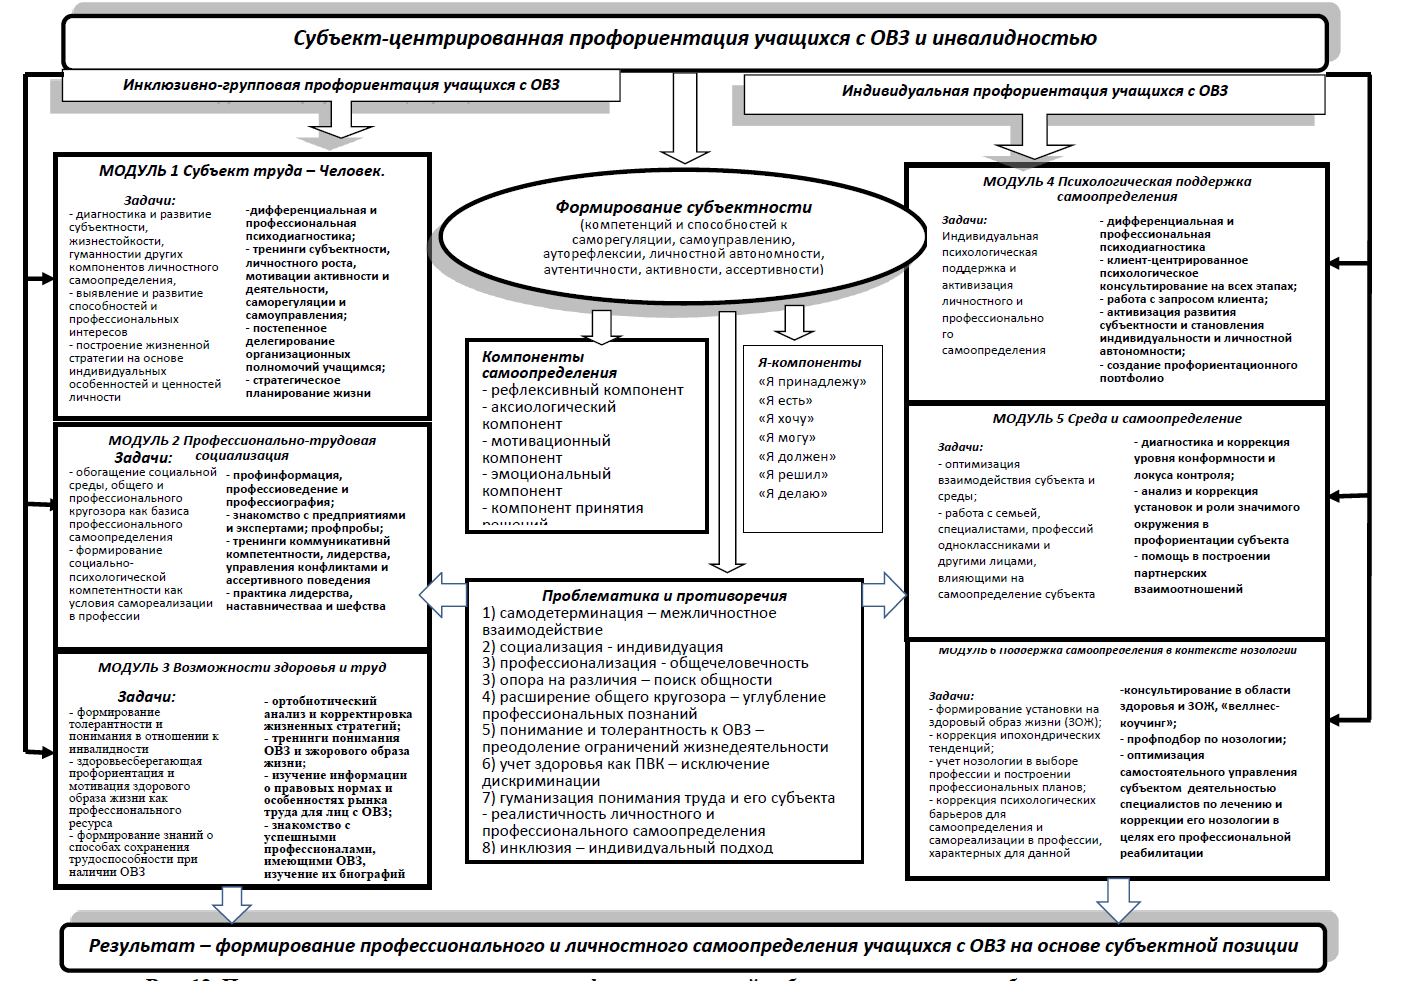 Субъект-центрированная профориентация учащихся с ОВЗ и инвалидностью
Инклюзивно-групповая профориентация учащихся с ОВЗ
Индивидуальная профориентация учащихся с ОВЗ
МОДУЛЬ 1 Субъект труда – Человек.
Задачи:
- диагностика и развитие
субъектности,
жизнестойкости,
гуманностии других
компонентов личностного
самоопределения,
- выявление и развитие
способностей и
профессиональных
интересов
- построение жизненной
стратегии на основе
индивидуальных
особенностей и ценностей
личности
-дифференциальная и
профессиональная
психодиагностика;
- тренинги субъектности,
личностного роста,
мотивации активности и
деятельности,
саморегуляции и
самоуправления;
- постепенное
делегирование
организационных
полномочий учащимся;
- стратегическое
планирование жизни
МОДУЛЬ 2 Профессионально-трудовая
социализация
Задачи:
- обогащение социальной
среды, общего и
профессионального
кругозора как базиса
профессионального
самоопределения
- формирование
социально-
психологической
компетентности как
условия самореализации
в профессии
- профинформация,
профессиоведение и
профессиография;
- знакомство с предприятиями
и экспертами; профпробы;
- тренинги коммуникативнй
компетентности, лидерства,
управления конфликтами и
ассертивного поведения
- практика лидерства,
наставничестваа и шефства
МОДУЛЬ 3 Возможности здоровья и труд
Задачи:
- формирование
толерантности и
понимания в отношении к
инвалидности
- здоровьесберегающая
профориентация и
мотивация здорового
образа жизни как
профессионального
ресурса
- формирование знаний о
способах сохранения
трудоспособности при
наличии ОВЗ
- ортобиотический
анализ и корректировка
жизненных стратегий;
- тренинги понимания
ОВЗ и зжорового образа
жизни;
- изучение информации
о правовых нормах и
особенностях рынка
труда для лиц с ОВЗ;
- знакомство с
успешными
профессионалами,
имеющими ОВЗ,
изучение их биографий
Формирование субъектности
(компетенций и способностей к
саморегуляции, самоуправлению,
ауторефлексии, личностной автономности,
аутентичности, активности, ассертивности)
Компоненты
самоопределения
- рефлексивный компонент
- аксиологический
компонент
- мотивационный
компонент
- эмоциональный
компонент
- компонент принятия
решений
Я-компоненты
«Я принадлежу»
«Я есть»
«Я хочу»
«Я могу»
«Я должен»
«Я решил»
«Я делаю»
Проблематика и противоречия
1) самодетерминация – межличностное
взаимодействие
2) социализация - индивидуация
3) профессионализация - общечеловечность
3) опора на различия – поиск общности
4) расширение общего кругозора – углубление
профессиональных познаний
5) понимание и толерантность к ОВЗ –
преодоление ограничений жизнедеятельности
6) учет здоровья как ПВК – исключение
дискриминации
7) гуманизация понимания труда и его субъекта
- реалистичность личностного и
профессионального самоопределения
8) инклюзия – индивидуальный подход
МОДУЛЬ 4 Психологическая поддержка
самоопределения
Задачи:
Индивидуальная
психологическая
поддержка и
активизация
личностного и
профессионально
го
самоопределения
- дифференциальная и
профессиональная
психодиагностика
- клиент-центрированное
психологическое
консультирование на всех этапах;
- работа с запросом клиента;
- активизация развития
субъектности и становления
индивидуальности и личностной
автономности;
- создание профориентационного
портфолио
МОДУЛЬ 5 Среда и самоопределение
Задачи:
- оптимизация
взаимодействия субъекта и
среды;
- работа с семьей,
специалистами, профессий
одноклассниками и
другими лицами,
влияющими на
самоопределение субъекта
- диагностика и коррекция
уровня конформности и
локуса контроля;
- анализ и коррекция
установок и роли значимого
окружения в
профориентации субъекта
- помощь в построении
партнерских
взаимоотношений
МОДУЛЬ 6 Поддержка самоопределения в контексте нозологии
Задачи:
- формирование установки на
здоровый образ жизни (ЗОЖ);
- коррекция ипохондрических
тенденций;
- учет нозологии в выборе
профессии и построении
профессиональных планов;
- коррекция психологических
барьеров для
самоопределения и
самореализации в профессии,
характерных для данной
-консультирование в области
здоровья и ЗОЖ, «веллнес-
коучинг»;
- профподбор по нозологии;
- оптимизация
самостоятельного управления
субъектом деятельностью
специалистов по лечению и
коррекции его нозологии в
целях его профессиональной
реабилитации
Результат – формирование профессионального и личностного самоопределения учащихся с ОВЗ на основе субъектной позиции